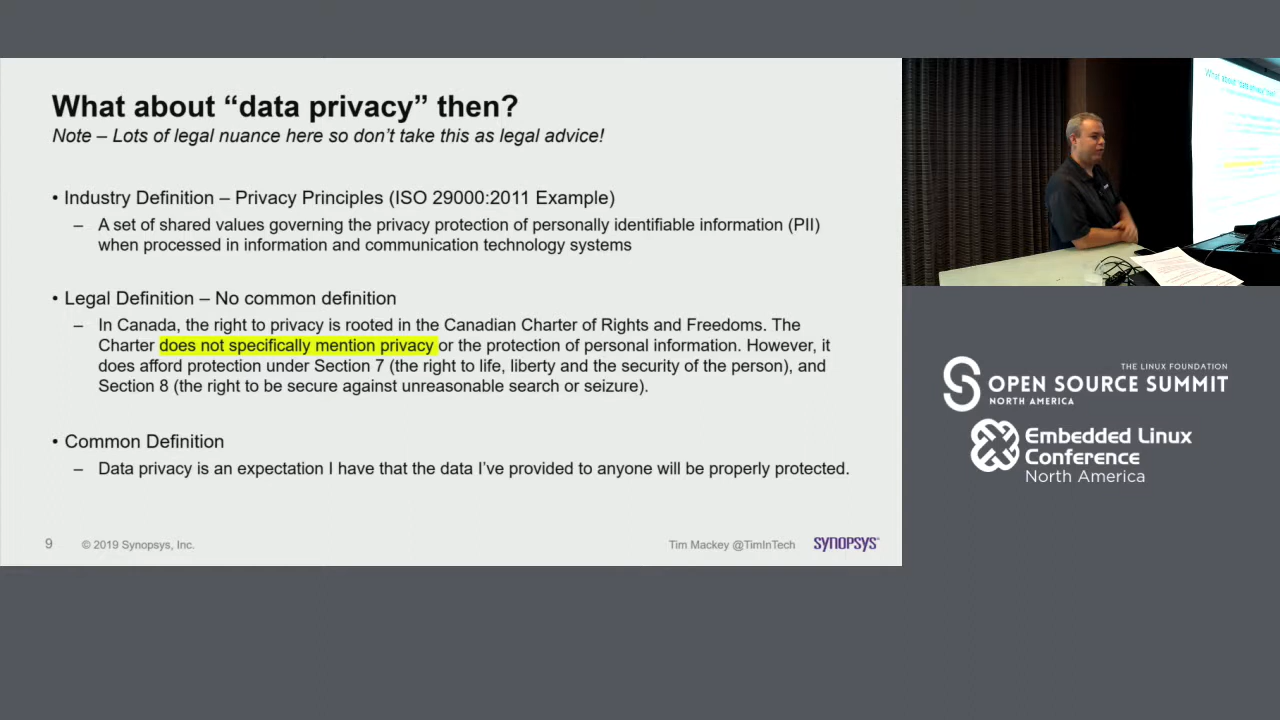 What about “data privacy” then?
Note – Lots of legal nuance here so don’t take this as legal advice!
• Industry Definition – Privacy Principles (ISO 29000:2011 Example)
– A set of shared values governing the privacy protection of personally identifiable information (PII)
when processed in information and communication technology systems
• Legal Definition – No common definition
– In Canada, the right to privacy is rooted in the Canadian Charter of Rights and Freedoms. The
Charter does not specifically mention privacy or the protection of personal information. However, it
does afford protection under Section 7 (the right to life, liberty and the security of the person), and
Section 8 (the right to be secure against unreasonable search or seizure).
• Common Definition
– Data privacy is an expectation I have that the data I’ve provided to anyone will be properly protected.
9
© 2019 Synopsys, Inc.
Tim Mackey @TimInTech
SYNOPSYS
What about "data privacy" then?
THE LINUX FOUNDATION
OPEN SOURCE SUMMIT
NORTH AMERICA
Embedded Linux
Conference
North America